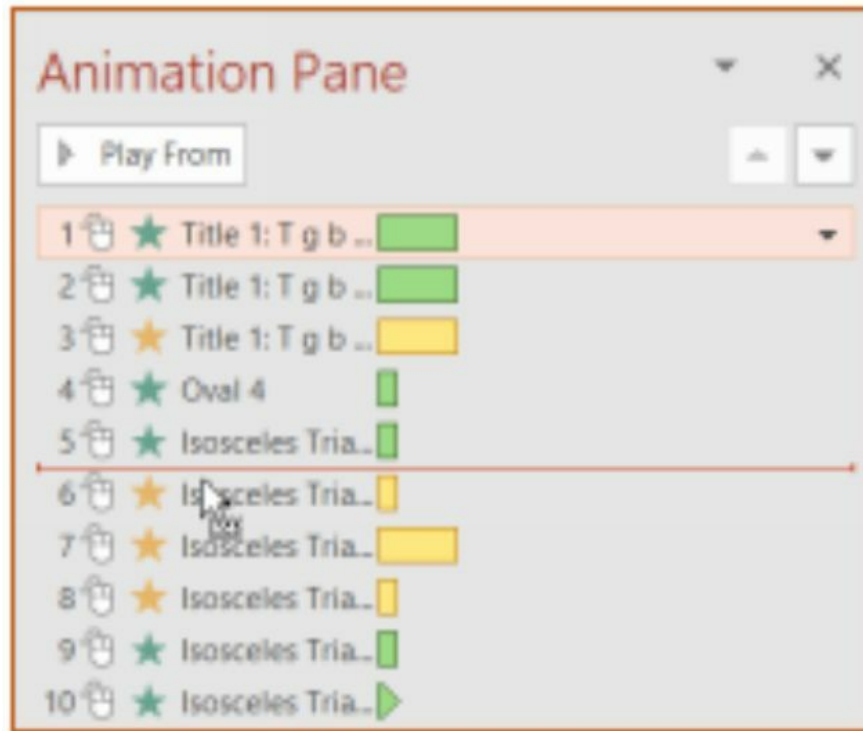 Animation Pane
Play From
1 Title 1: T g b ...
2 Title 1: T g b ...
3 Title 1: T g b ...
4 Oval 4
5 Isosceles Tria...
6 Isosceles Tria...
7 Isosceles Tria...
8 Isosceles Tria...
9 Isosceles Tria...
10 Isosceles Tria...